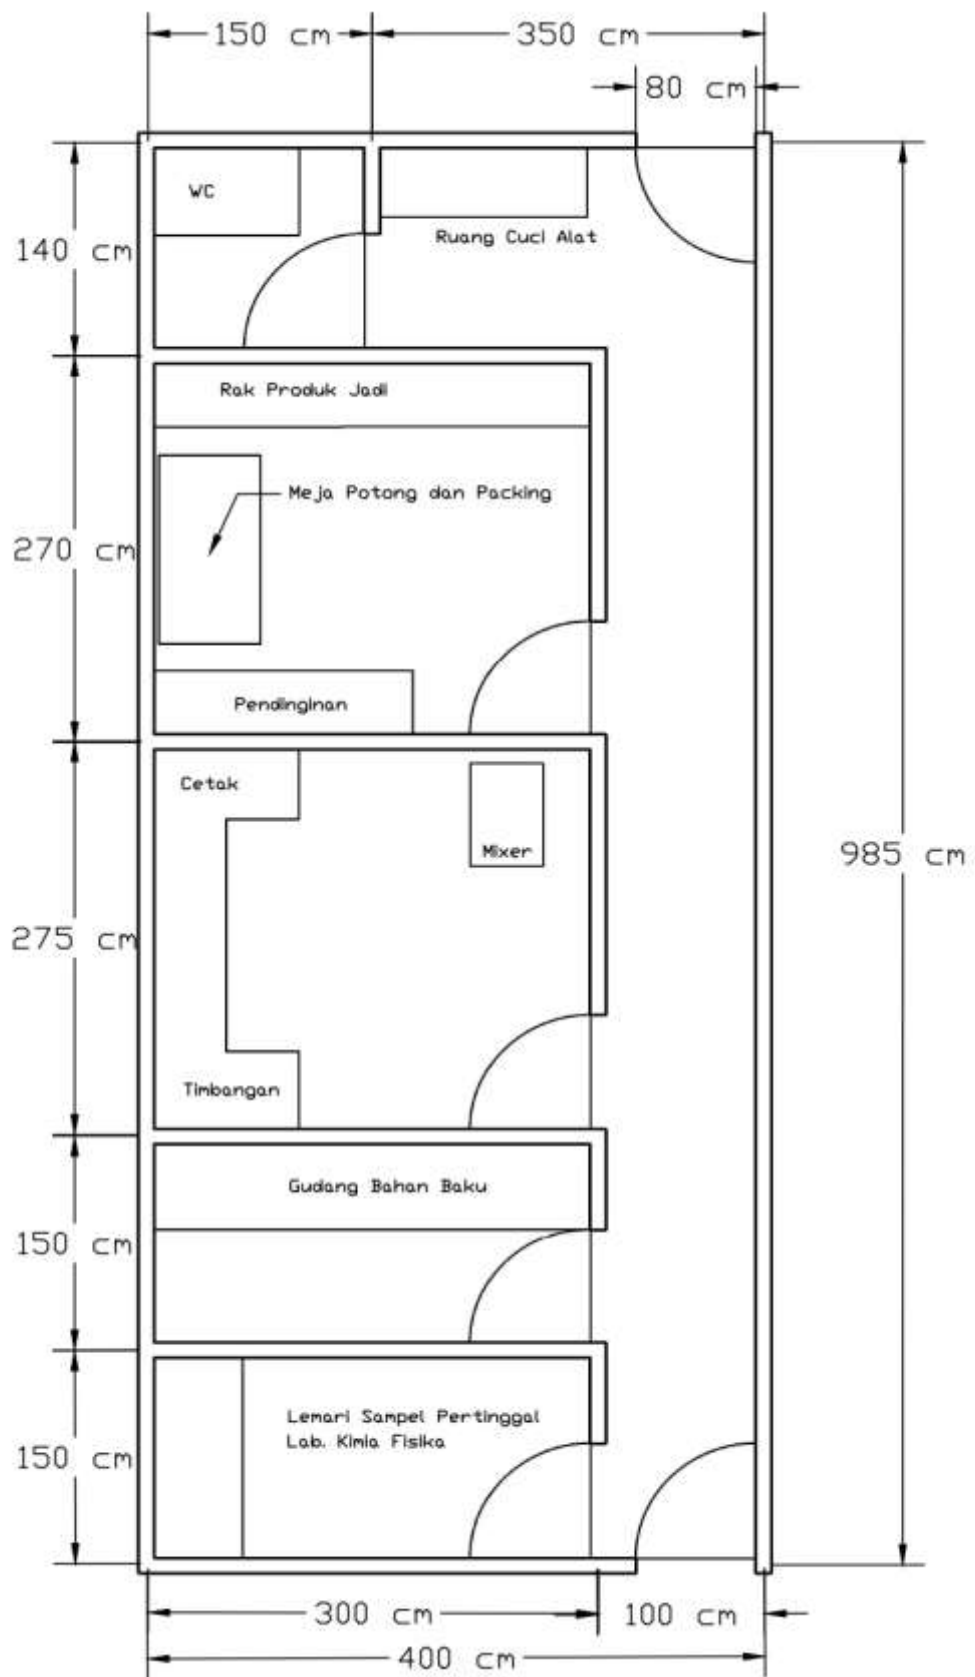 150 cm
350 cm
80 cm
WC
Ruang Cuci Alat
140 cm
Rak Produk Jadi
Meja Potong dan Packing
270 cm
Pendinginan
Cetak
Mixer
985 cm
275 cm
Timbangan
Gudang Bahan Baku
150 cm
Lemari Sampel Pertinggal
Lab. Kimia Fisika
150 cm
300 cm
100 cm
400 cm